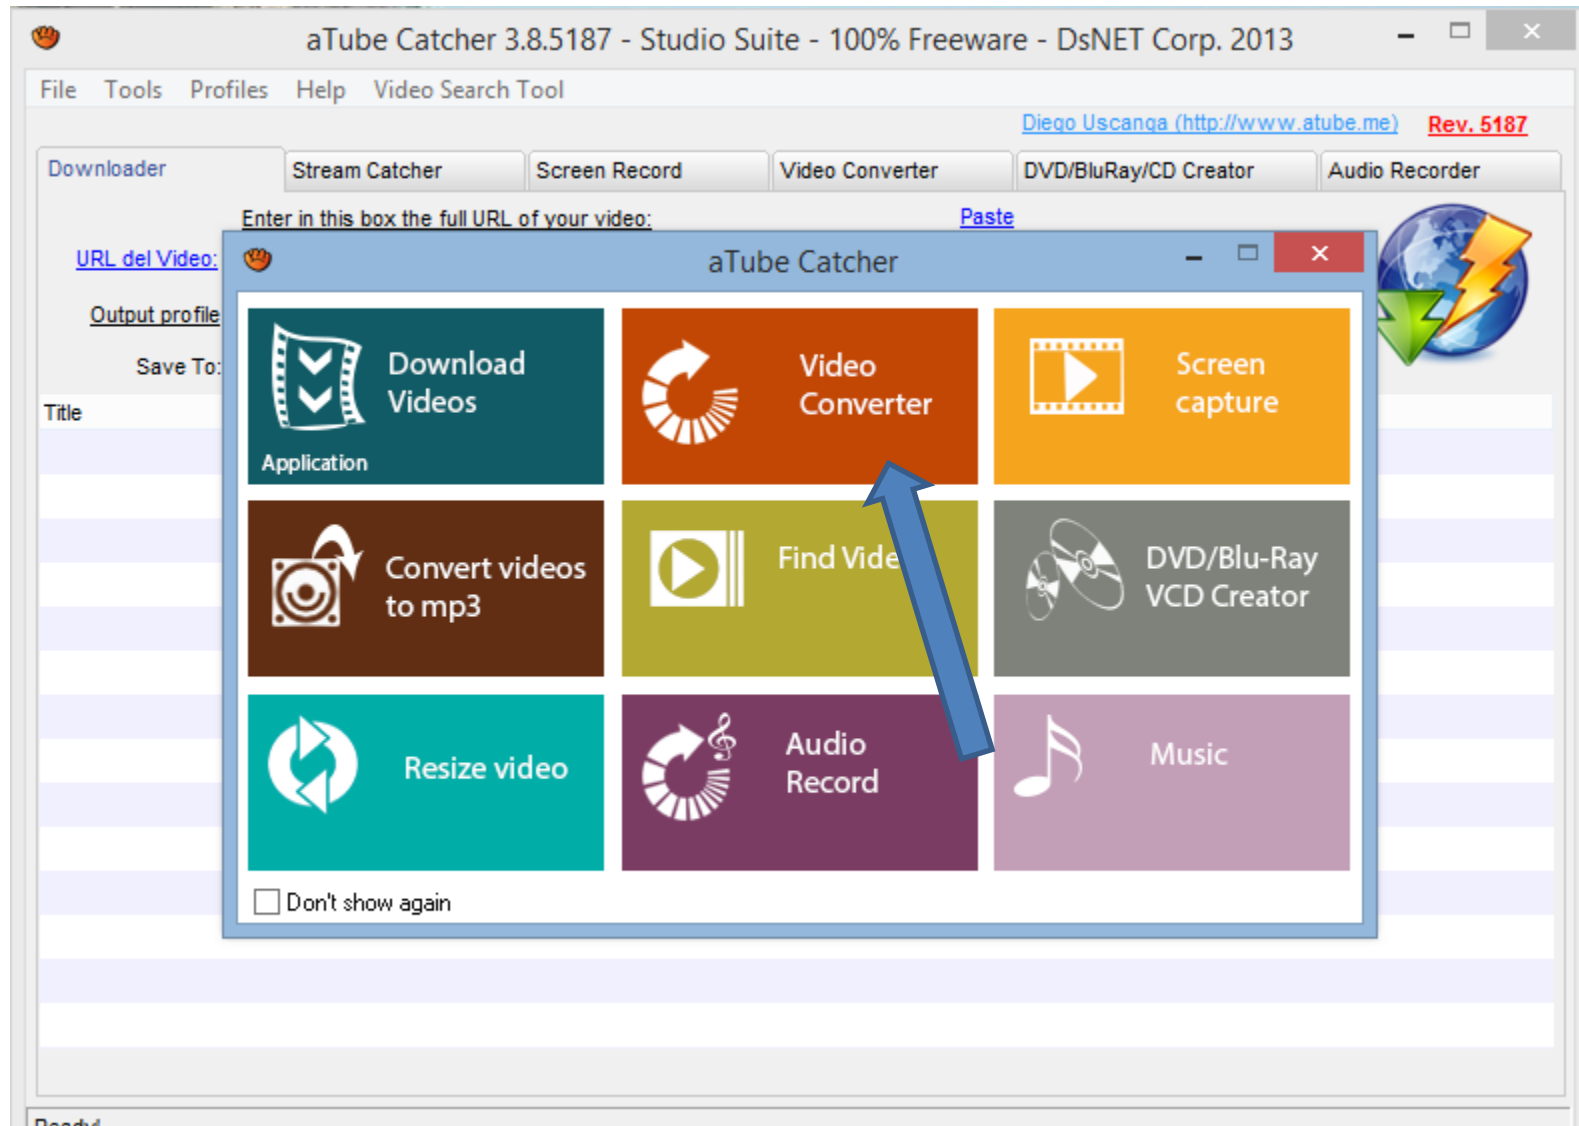 aTube Catcher 3.8.5187 - Studio Suite - 100% Freeware - DsNET Corp. 2013
File Tools Profiles Help Video Search Tool
Diego Uscanga (http://www.atube.me) Rev. 5187
Downloader Stream Catcher Screen Record Video Converter DVD/BluRay/CD Creator Audio Recorder
Enter in this box the full URL of your video: Paste
URL del Video:
Output profile
Save To:
Title
aTube Catcher
Download
Videos
Application
Video
Converter
Screen
capture
Convert videos
to mp3
Find Vide
DVD/Blu-Ray
VCD Creator
Resize video
Audio
Record
Music
Don't show again